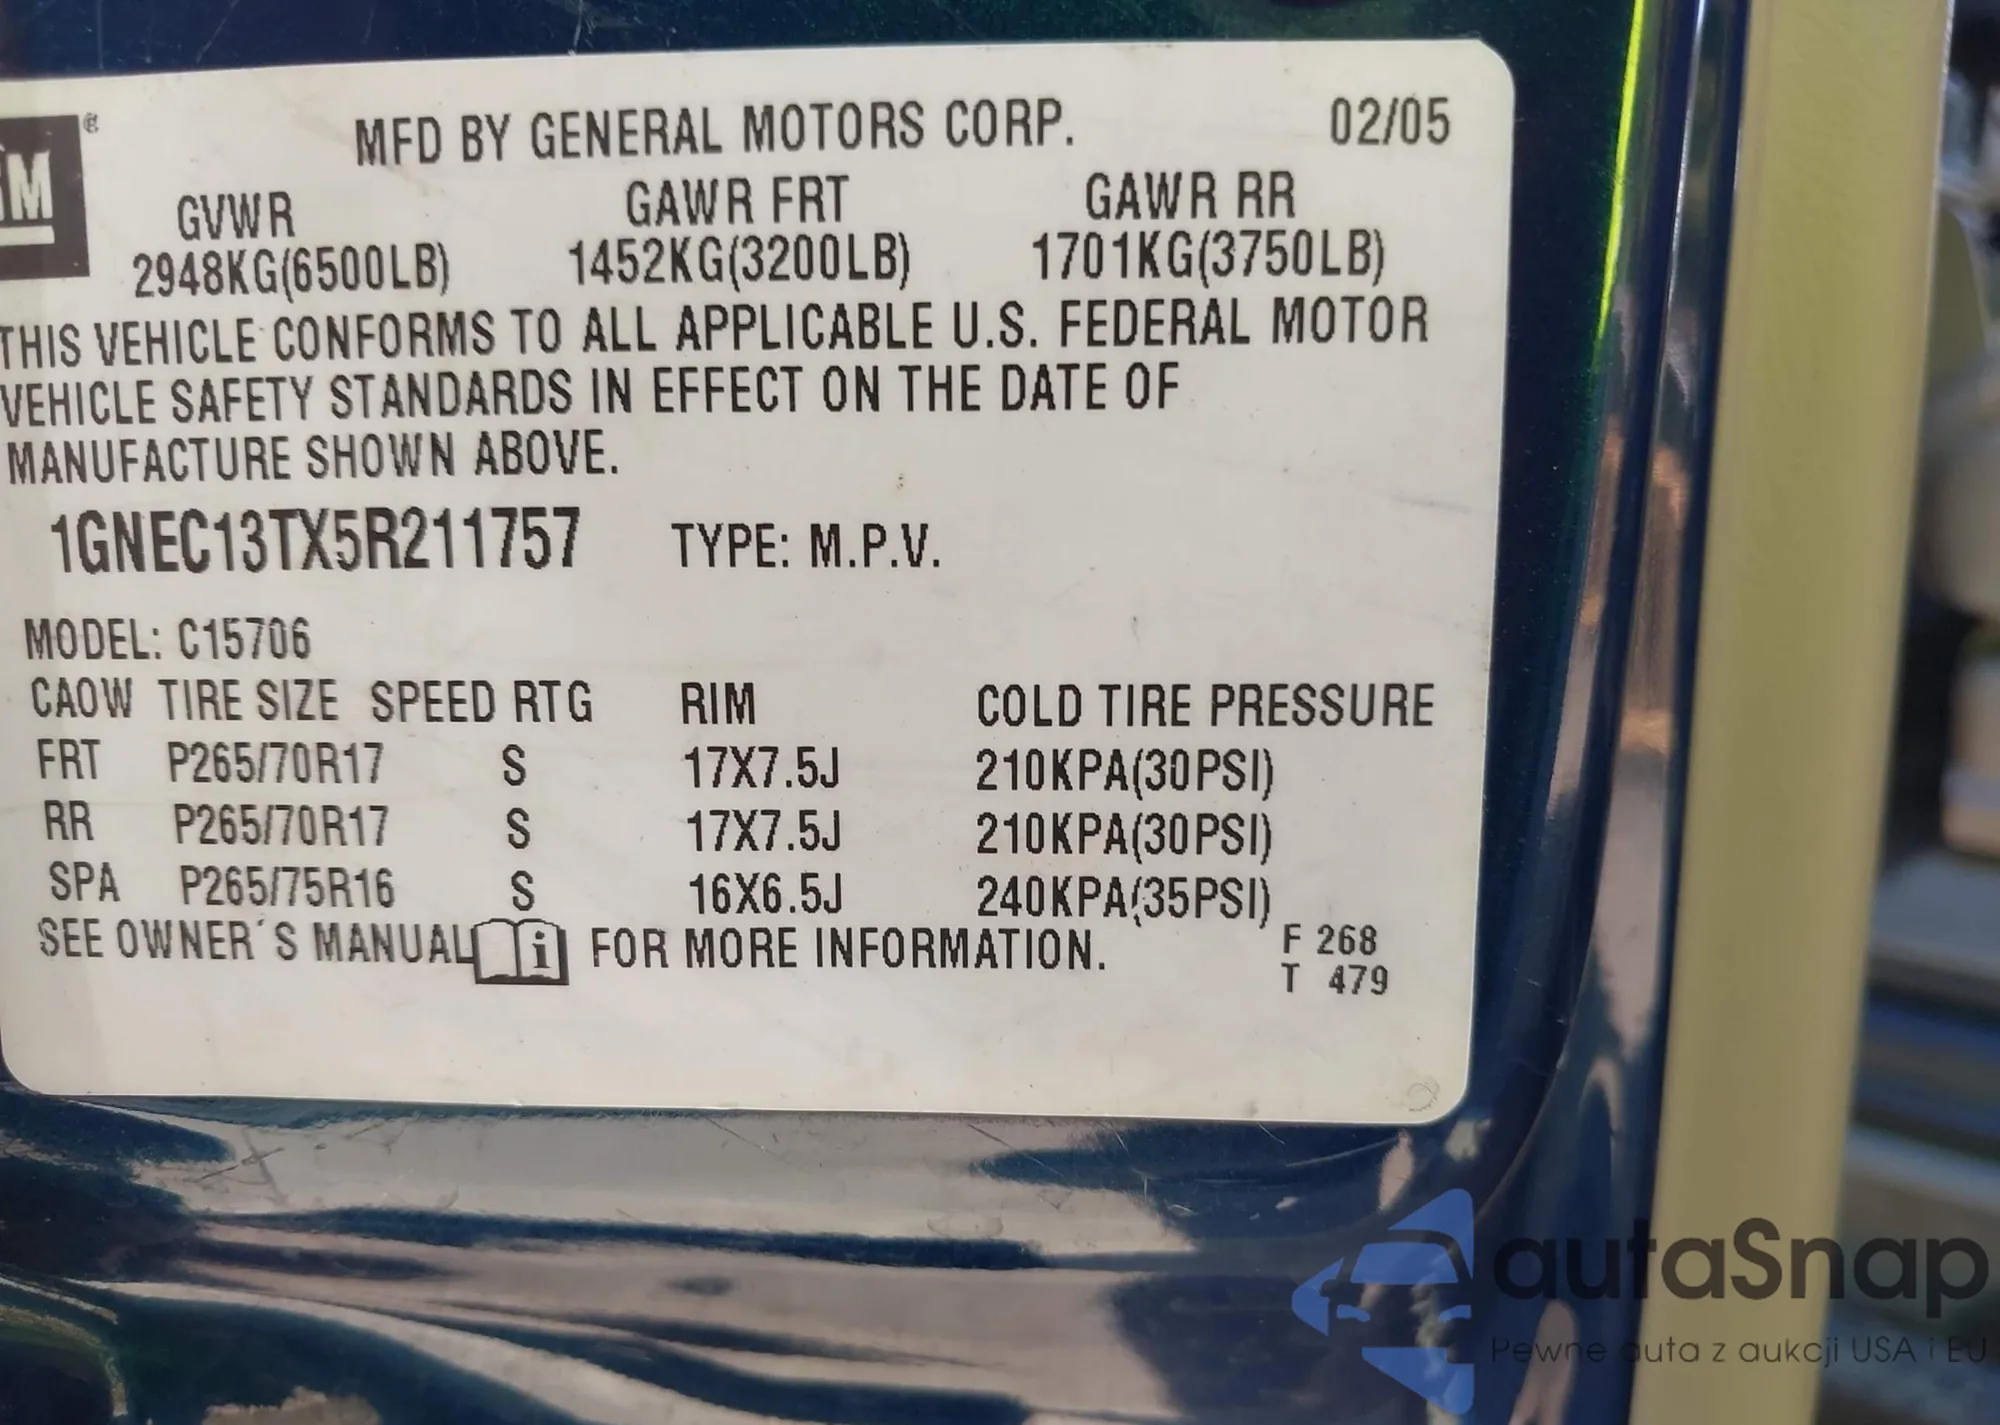 GM ®
MFD BY GENERAL MOTORS CORP. 02/05
GVWR GAWR FRT GAWR RR
2948KG(6500LB) 1452KG(3200LB) 1701KG(3750LB)
THIS VEHICLE CONFORMS TO ALL APPLICABLE U.S. FEDERAL MOTOR
VEHICLE SAFETY STANDARDS IN EFFECT ON THE DATE OF
MANUFACTURE SHOWN ABOVE.
1GNEC13TX5R211757 TYPE: M.P.V.
MODEL: C15706
CAOW TIRE SIZE SPEED RTG RIM COLD TIRE PRESSURE
FRT P265/70R17 S 17X7.5J 210KPA(30PSI)
RR P265/70R17 S 17X7.5J 210KPA(30PSI)
SPA P265/75R16 S 16X6.5J 240KPA(35PSI)
SEE OWNER´S MANUAL i FOR MORE INFORMATION.
F 268
T 479
autaSnap
Pewne auta z aukcji USA i EU